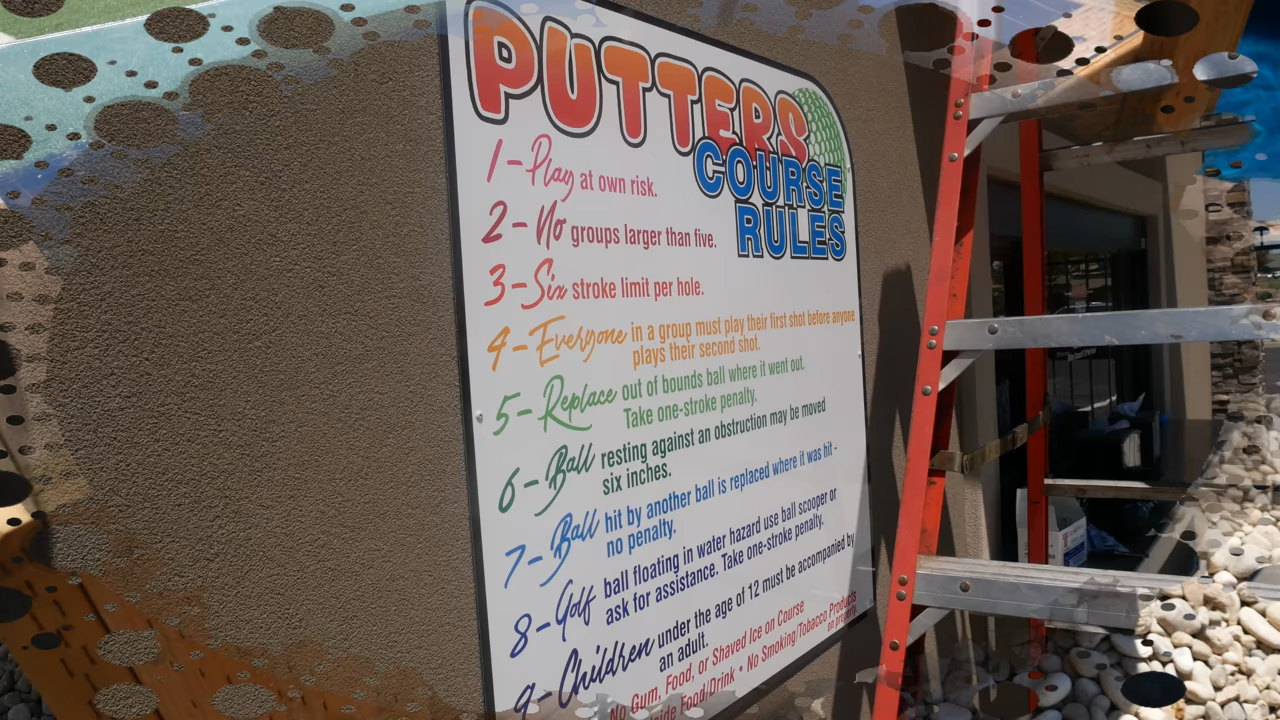 PUTTERS
COURSE
RULES
1-Play at own risk.
2-No groups larger than five.
3-Six stroke limit per hole.
4-Everyone in a group must play their first shot before anyone
plays their second shot.
5-Replace out of bounds ball where it went out.
Take one-stroke penalty.
6-Ball resting against an obstruction may be moved
six inches.
7-Ball hit by another ball is replaced where it was hit -
no penalty.
8-Golf ball floating in water hazard use ball scooper or
ask for assistance. Take one-stroke penalty.
9-Children under the age of 12 must be accompanied by
an adult.
No Gum, Food, or Shaved Ice on Course
Food/Drink • No Smoking/Tobacco Products
on property.